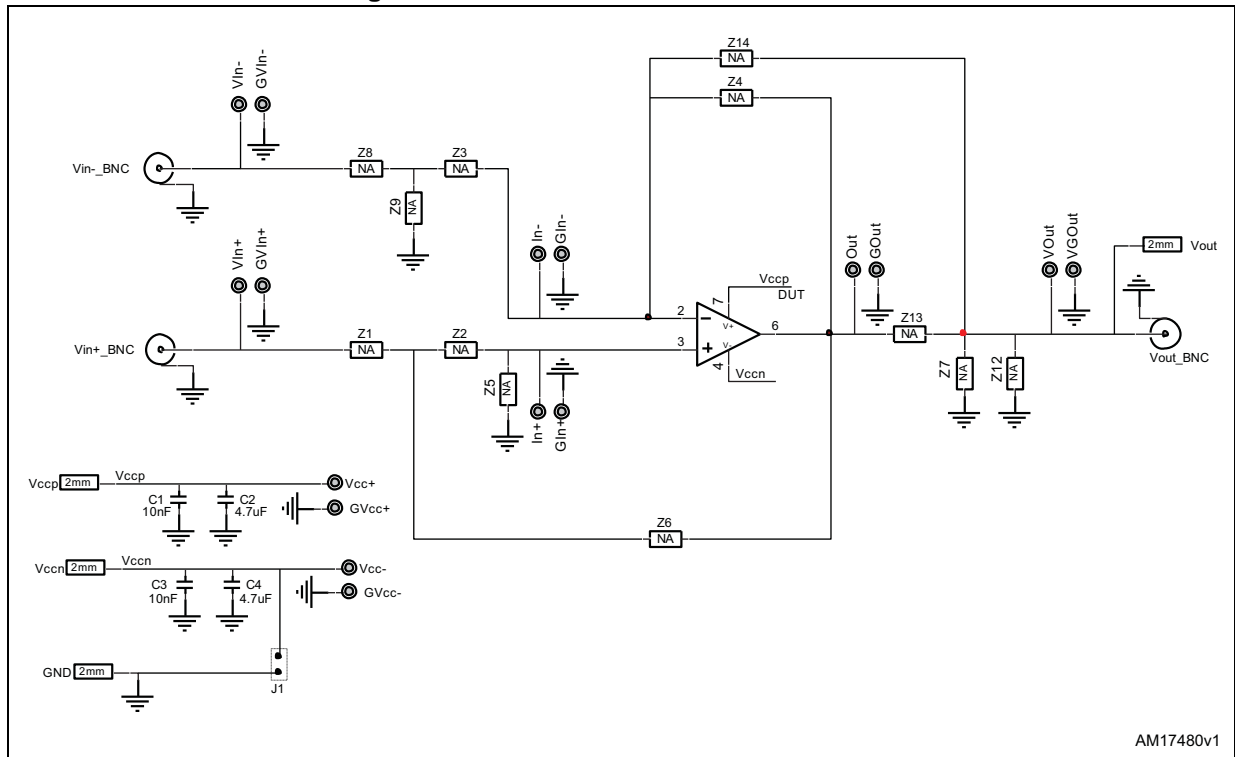 Z14
NA
Z4
NA
VIn-
GVIn-
Vin-_BNC
Z8
NA
Z3
NA
Z9
NA
In-
GIn-
VIn+
GVIn+
Vin+_BNC
Z1
NA
Z2
NA
Z5
NA
In+
GIn+
Vccp
DUT
2
3
7
V+
V-
4
6
Vccn
Out
GOut
Z13
NA
Z7
NA
Z12
NA
VOut
VGOut
2mm Vout
Vout_BNC
Z6
NA
Vccp 2mm Vccp
C1
10nF
C2
4.7uF
Vcc+
GVcc+
Vccn 2mm Vccn
C3
10nF
C4
4.7uF
Vcc-
GVcc-
GND 2mm
J1
AM17480v1